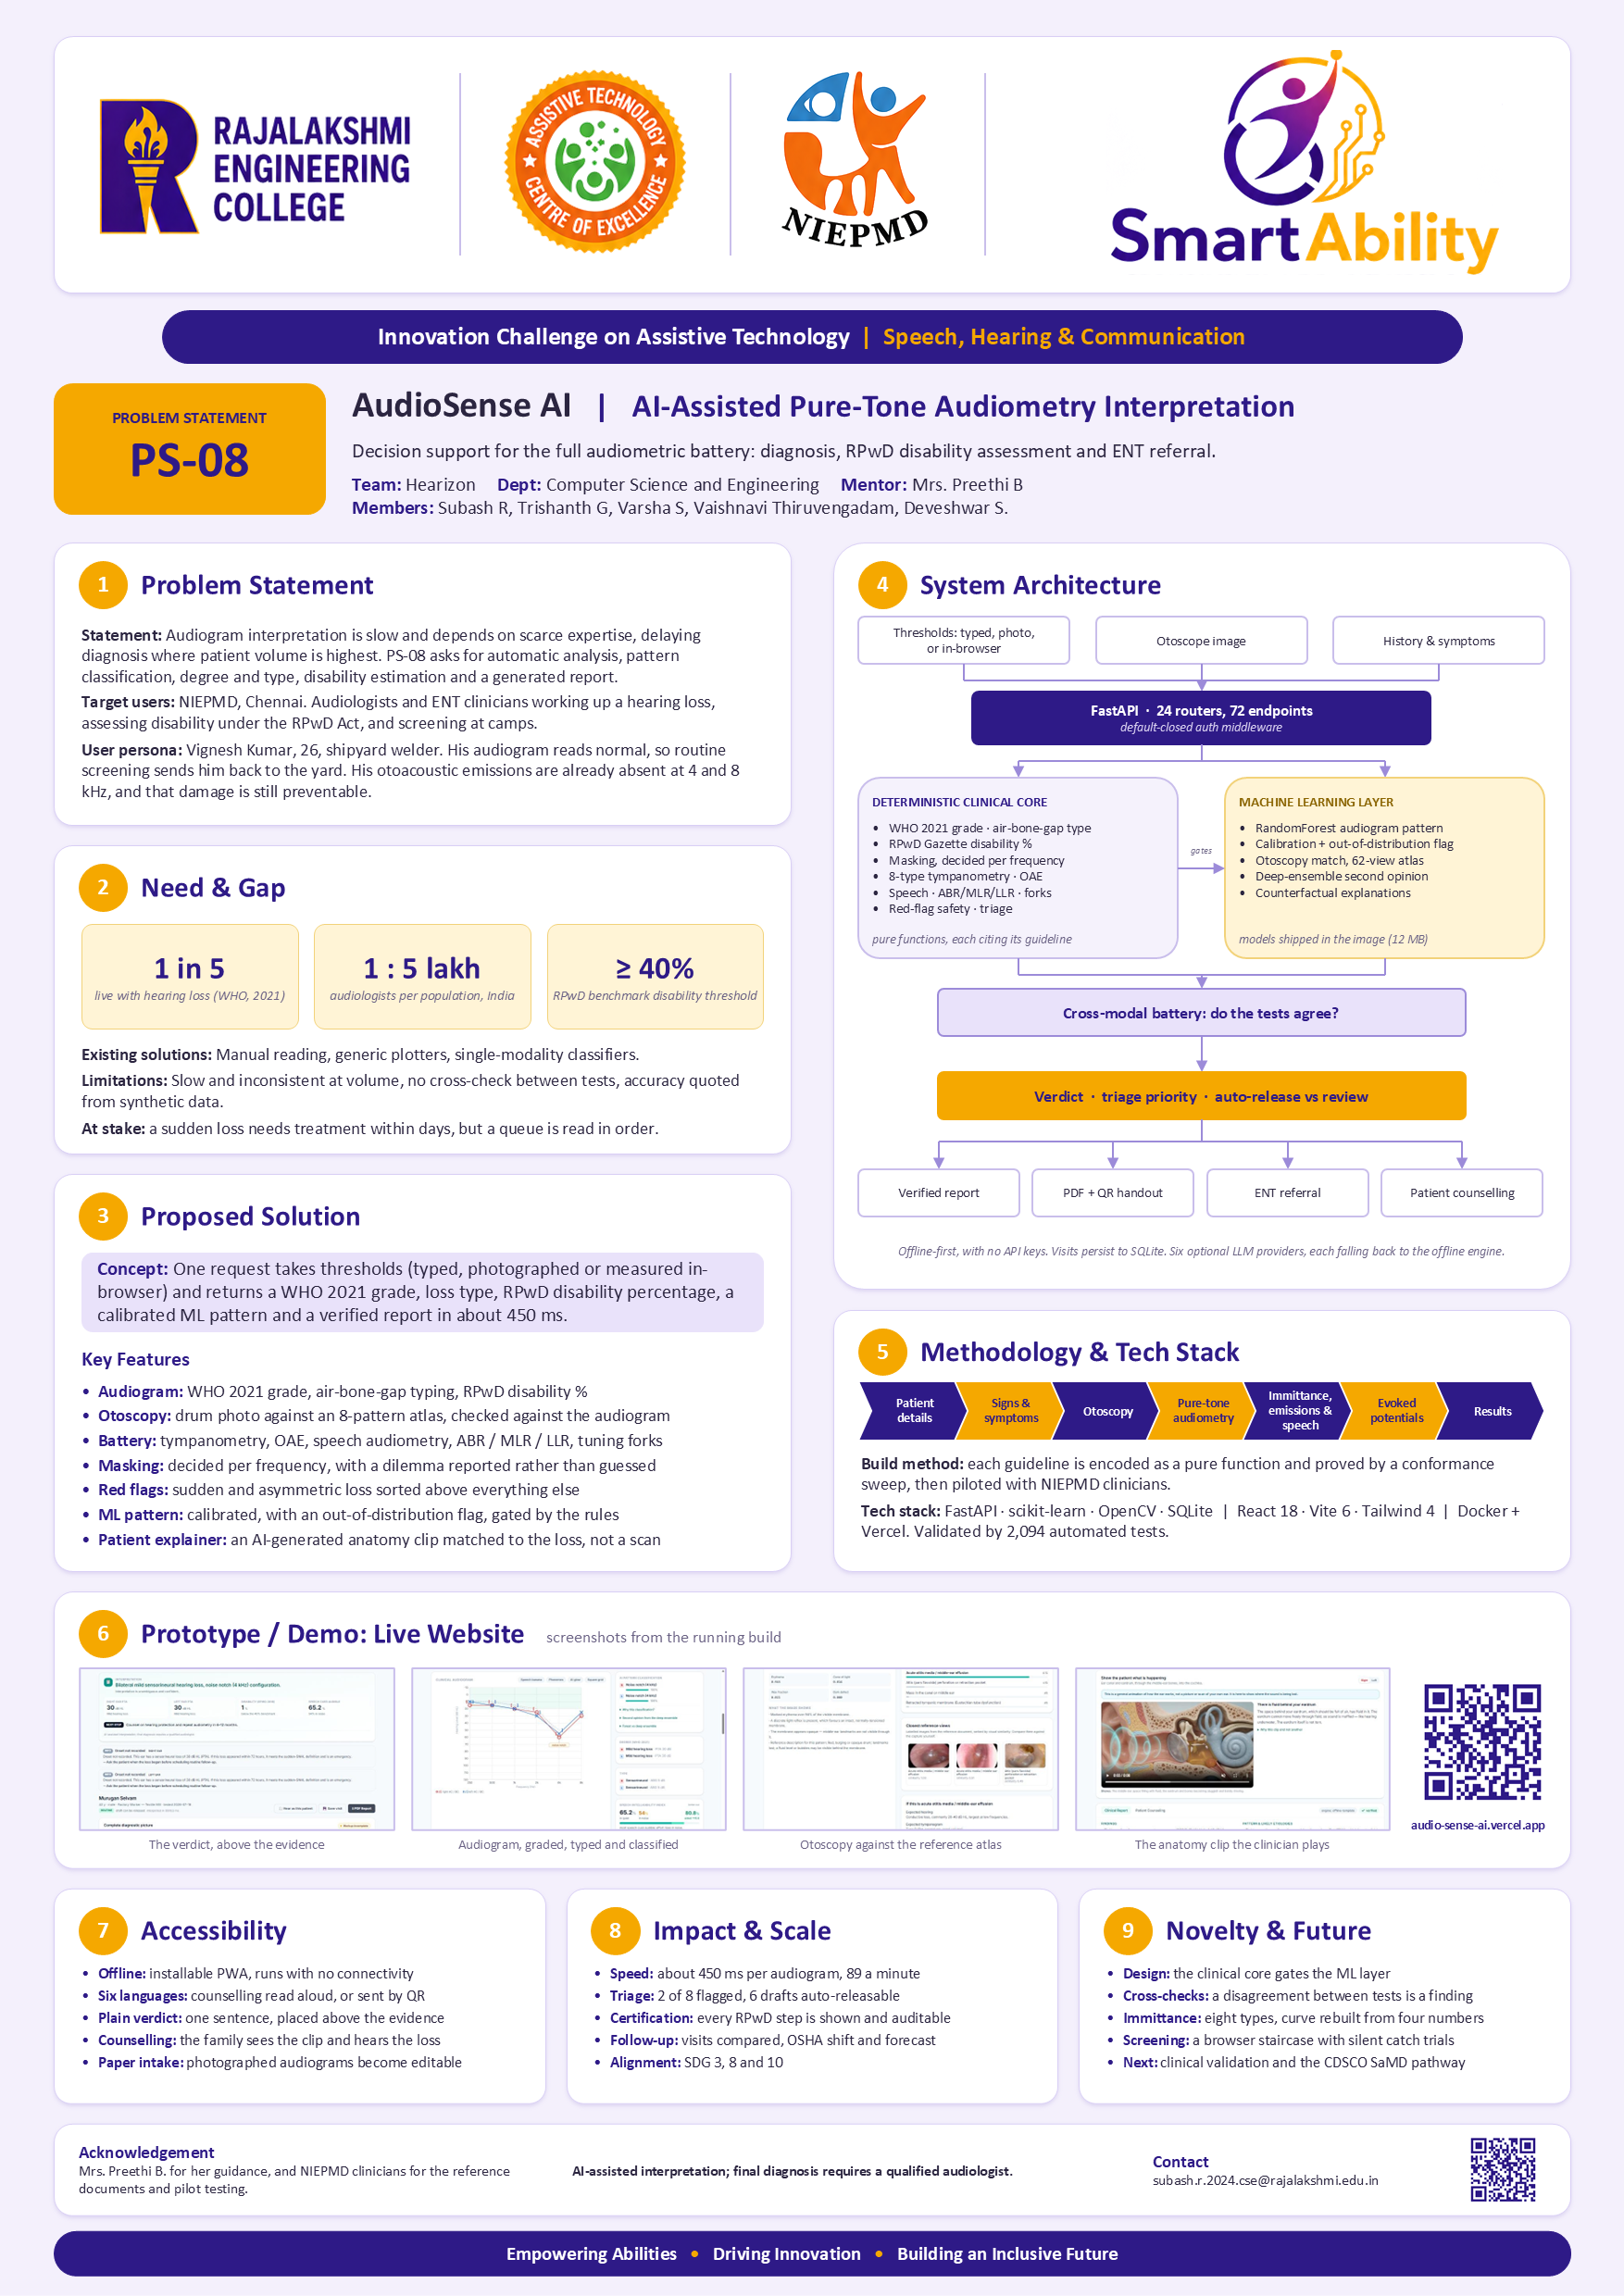 RAJALAKSHMI
ENGINEERING
COLLEGE
ASSISTIVE TECHNOLOGY
CENTRE OF EXCELLENCE
NIEPMD
SmartAbility
Innovation Challenge on Assistive Technology | Speech, Hearing & Communication
PROBLEM STATEMENT
PS-08
AudioSense AI | AI-Assisted Pure-Tone Audiometry Interpretation
Decision support for the full audiometric battery: diagnosis, RPwD disability assessment and ENT referral.
Team: Hearizon Dept: Computer Science and Engineering Mentor: Mrs. Preethi B
Members: Subash R, Trishanth G, Varsha S, Vaishnavi Thiruvengadam, Deveshwar S.
1 Problem Statement
Statement: Audiogram interpretation is slow and depends on scarce expertise, delaying
diagnosis where patient volume is highest. PS-08 asks for automatic analysis, pattern
classification, degree and type, disability estimation and a generated report.
Target users: NIEPMD, Chennai. Audiologists and ENT clinicians working up a hearing loss,
assessing disability under the RPwD Act, and screening at camps.
User persona: Vignesh Kumar, 26, shipyard welder. His audiogram reads normal, so routine
screening sends him back to the yard. His otoacoustic emissions are already absent at 4 and 8
kHz, and that damage is still preventable.
2 Need & Gap
1 in 5
live with hearing loss (WHO, 2021)
1 : 5 lakh
audiologists per population, India
≥ 40%
RPwD benchmark disability threshold
Existing solutions: Manual reading, generic plotters, single-modality classifiers.
Limitations: Slow and inconsistent at volume, no cross-check between tests, accuracy quoted
from synthetic data.
At stake: a sudden loss needs treatment within days, but a queue is read in order.
3 Proposed Solution
Concept: One request takes thresholds (typed, photographed or measured in-
browser) and returns a WHO 2021 grade, loss type, RPwD disability percentage, a
calibrated ML pattern and a verified report in about 450 ms.
Key Features
• Audiogram: WHO 2021 grade, air-bone-gap typing, RPwD disability %
• Otoscopy: drum photo against an 8-pattern atlas, checked against the audiogram
• Battery: tympanometry, OAE, speech audiometry, ABR / MLR / LLR, tuning forks
• Masking: decided per frequency, with a dilemma reported rather than guessed
• Red flags: sudden and asymmetric loss sorted above everything else
• ML pattern: calibrated, with an out-of-distribution flag, gated by the rules
• Patient explainer: an AI-generated anatomy clip matched to the loss, not a scan
4 System Architecture
Thresholds: typed, photo,
or in-browser
Otoscope image
History & symptoms
FastAPI · 24 routers, 72 endpoints
default-closed auth middleware
DETERMINISTIC CLINICAL CORE
• WHO 2021 grade · air-bone-gap type
• RPwD Gazette disability %
• Masking, decided per frequency
• 8-type tympanometry · OAE
• Speech · ABR/MLR/LLR · forks
• Red-flag safety · triage
pure functions, each citing its guideline
gates
MACHINE LEARNING LAYER
• RandomForest audiogram pattern
• Calibration + out-of-distribution flag
• Otoscopy match, 62-view atlas
• Deep-ensemble second opinion
• Counterfactual explanations
models shipped in the image (12 MB)
Cross-modal battery: do the tests agree?
Verdict · triage priority · auto-release vs review
Verified report
PDF + QR handout
ENT referral
Patient counselling
Offline-first, with no API keys. Visits persist to SQLite. Six optional LLM providers, each falling back to the offline engine.
5 Methodology & Tech Stack
Patient
details
Signs &
symptoms
Otoscopy
Pure-tone
audiometry
Immittance,
emissions &
speech
Evoked
potentials
Results
Build method: each guideline is encoded as a pure function and proved by a conformance
sweep, then piloted with NIEPMD clinicians.
Tech stack: FastAPI · scikit-learn · OpenCV · SQLite | React 18 · Vite 6 · Tailwind 4 | Docker +
Vercel. Validated by 2,094 automated tests.
6 Prototype / Demo: Live Website screenshots from the running build
Bilateral mild sensorineural hearing loss, noise notch (4 kHz) configuration.
Murugan Selvam
The verdict, above the evidence
Audiogram, graded, typed and classified
Otoscopy against the reference atlas
Show the patient what is happening
The anatomy clip the clinician plays
audio-sense-ai.vercel.app
7 Accessibility
• Offline: installable PWA, runs with no connectivity
• Six languages: counselling read aloud, or sent by QR
• Plain verdict: one sentence, placed above the evidence
• Counselling: the family sees the clip and hears the loss
• Paper intake: photographed audiograms become editable
8 Impact & Scale
• Speed: about 450 ms per audiogram, 89 a minute
• Triage: 2 of 8 flagged, 6 drafts auto-releasable
• Certification: every RPwD step is shown and auditable
• Follow-up: visits compared, OSHA shift and forecast
• Alignment: SDG 3, 8 and 10
9 Novelty & Future
• Design: the clinical core gates the ML layer
• Cross-checks: a disagreement between tests is a finding
• Immittance: eight types, curve rebuilt from four numbers
• Screening: a browser staircase with silent catch trials
• Next: clinical validation and the CDSCO SaMD pathway
Acknowledgement
Mrs. Preethi B. for her guidance, and NIEPMD clinicians for the reference
documents and pilot testing.
AI-assisted interpretation; final diagnosis requires a qualified audiologist.
Contact
subash.r.2024.cse@rajalakshmi.edu.in
Empowering Abilities • Driving Innovation • Building an Inclusive Future